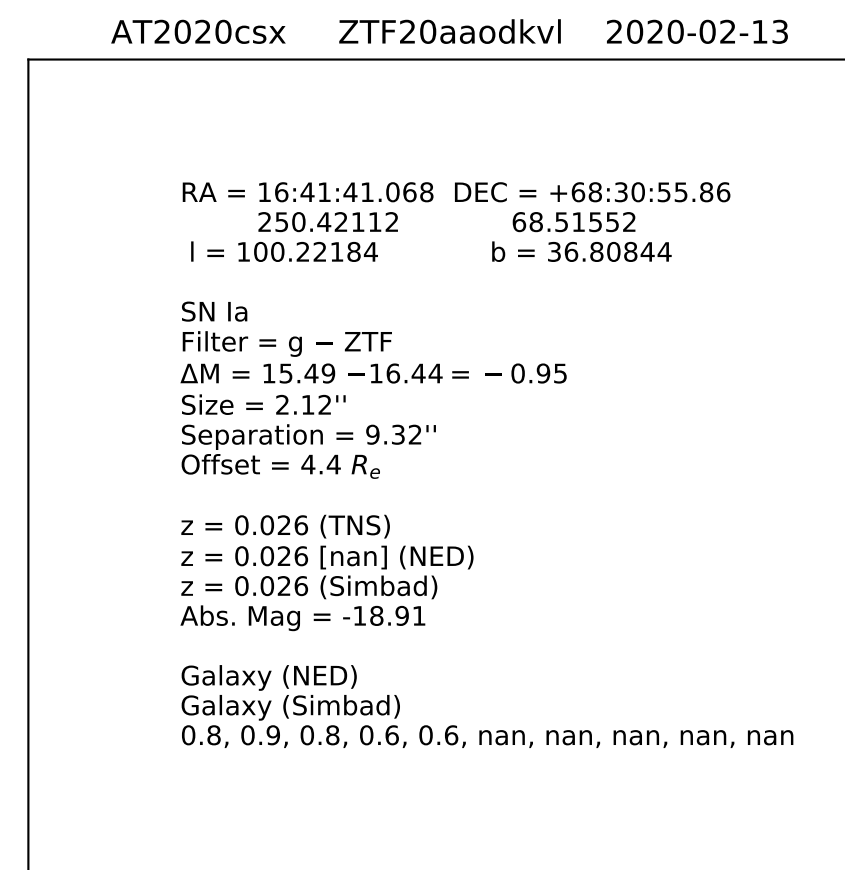 AT2020csx ZTF20aaodkvl 2020-02-13
RA = 16:41:41.068 DEC = +68:30:55.86
250.42112 68.51552
l = 100.22184 b = 36.80844
SN Ia
Filter = g − ZTF
ΔM = 15.49 −16.44 = − 0.95
Size = 2.12''
Separation = 9.32''
Offset = 4.4 Re
z = 0.026 (TNS)
z = 0.026 [nan] (NED)
z = 0.026 (Simbad)
Abs. Mag = -18.91
Galaxy (NED)
Galaxy (Simbad)
0.8, 0.9, 0.8, 0.6, 0.6, nan, nan, nan, nan, nan